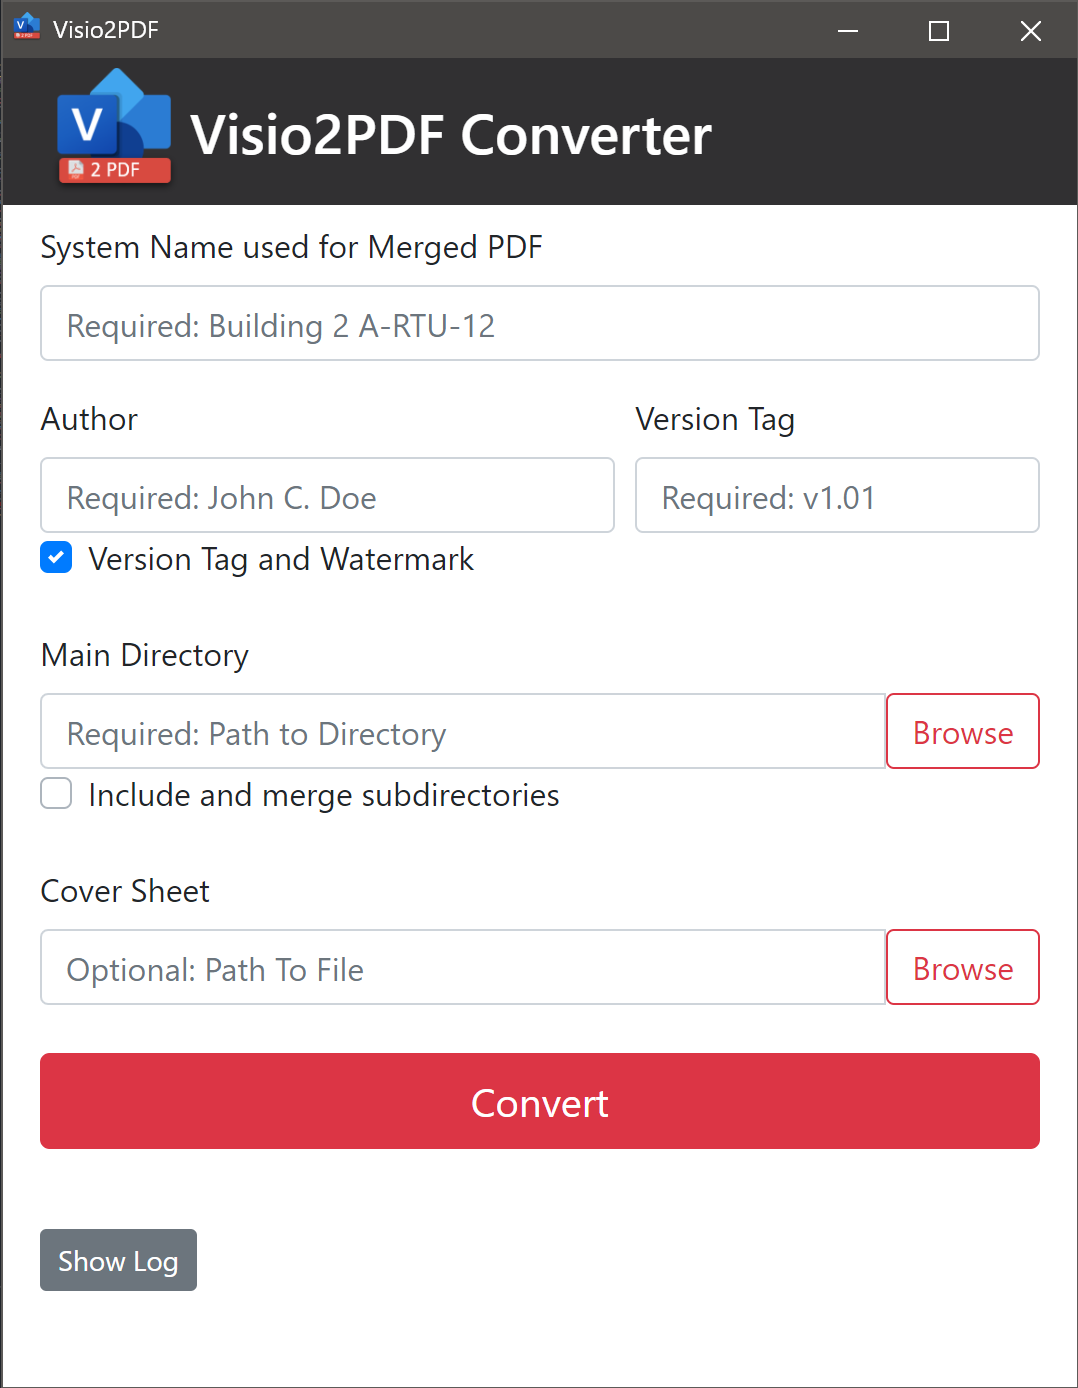 Visio2PDF
V
2 PDF
Visio2PDF Converter
System Name used for Merged PDF
Required: Building 2 A-RTU-12
Author
Version Tag
Required: John C. Doe
Required: v1.01
Version Tag and Watermark
Main Directory
Required: Path to Directory
Browse
Include and merge subdirectories
Cover Sheet
Optional: Path To File
Browse
Convert
Show Log